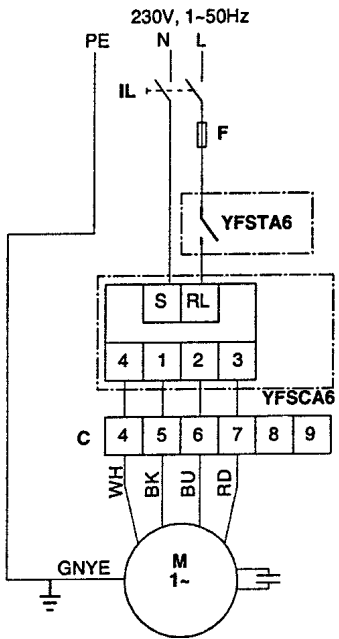 230V, 1~50Hz
PE N L
IL
F
YFSTA6
S RL
4 1 2 3
YFSCA6
C 4 5 6 7 8 9
WH BK BU RD
GNYE
M
1~